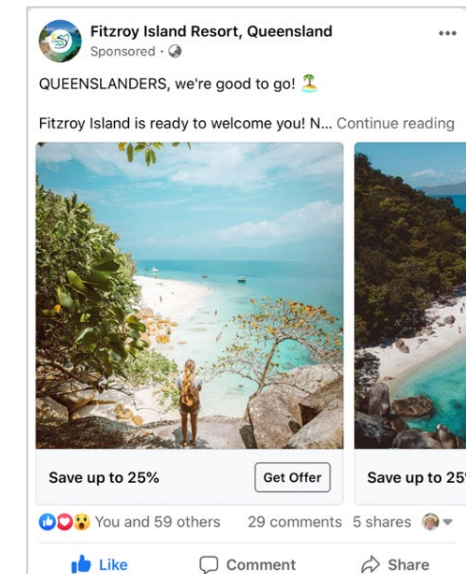 Fitzroy Island Resort, Queensland
Sponsored ·
QUEENSLANDERS, we're good to go! 🏝️
Fitzroy Island is ready to welcome you! N... Continue reading
Save up to 25%
Get Offer
Save up to 25%
You and 59 others
29 comments
5 shares
Like
Comment
Share